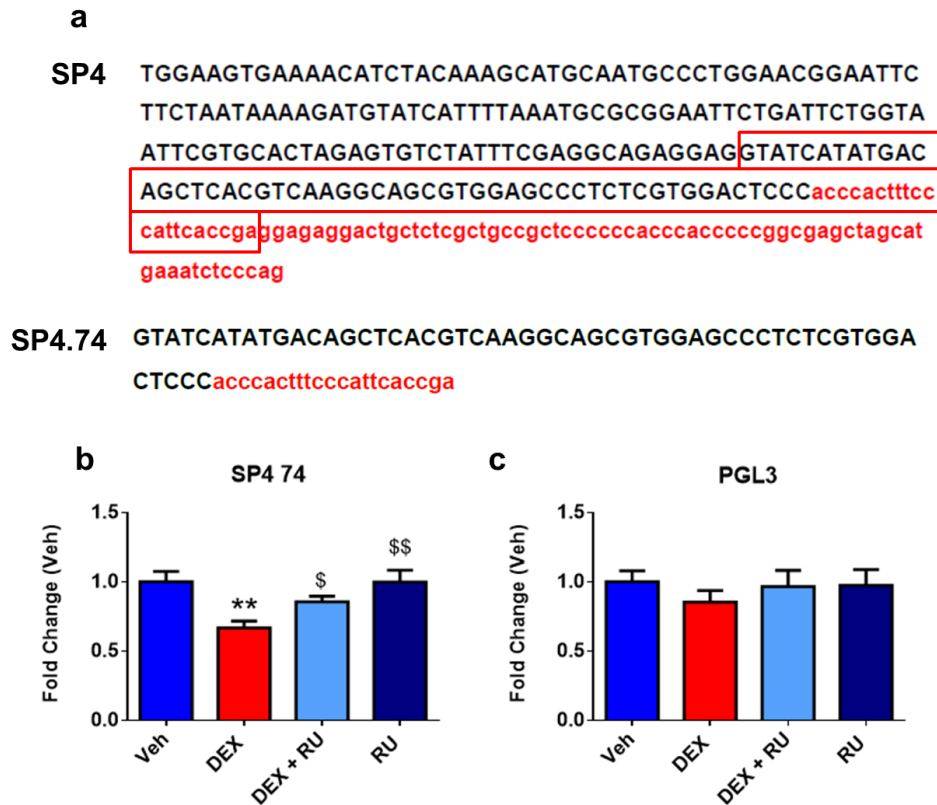 a
SP4
TGGAAGTGAAAACATCTACAAAGCATGCAATGCCCTGGAACGGAATTC
TTCTAATAAAAGATGTATCATTTTAAATGCGCGGAATTCTGATTCTGGTA
ATTCGTGCACTAGAGTGTCTATTTCGAGGCAGAGGAGGTATCATATGAC
AGCTCACGTCAAGGCAGCGTGGAGCCCTCTCGTGGACTCCCacccactttcc
cattcaccgaggagaggactgctctcgctgccgctccccccacccacccccggcgagctagcat
gaaatctcccag
SP4.74
GTATCATATGACAGCTCACGTCAAGGCAGCGTGGAGCCCTCTCGTGGA
CTCCCacccactttcccattcaccga
b
SP4 74
Fold Change (Veh)
1.5
1.0
0.5
0.0
**
$
$$
Veh
DEX
DEX + RU
RU
c
PGL3
Fold Change (Veh)
1.5
1.0
0.5
0.0
Veh
DEX
DEX + RU
RU